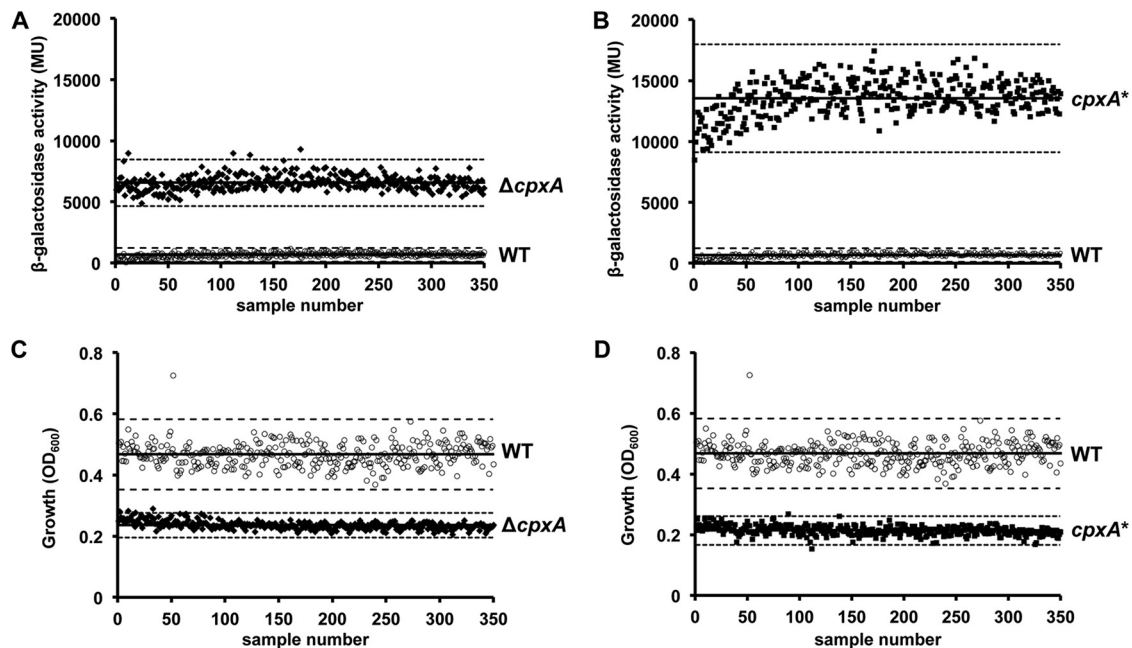 A
β-galactosidase activity (MU)
20000
15000
10000
5000
0
0 50 100 150 200 250 300 350
sample number
ΔcpxA
WT
B
β-galactosidase activity (MU)
20000
15000
10000
5000
0
0 50 100 150 200 250 300 350
sample number
cpxA*
WT
C
Growth (OD600)
0.8
0.6
0.4
0.2
0
0 50 100 150 200 250 300 350
sample number
WT
ΔcpxA
D
Growth (OD600)
0.8
0.6
0.4
0.2
0
0 50 100 150 200 250 300 350
sample number
WT
cpxA*